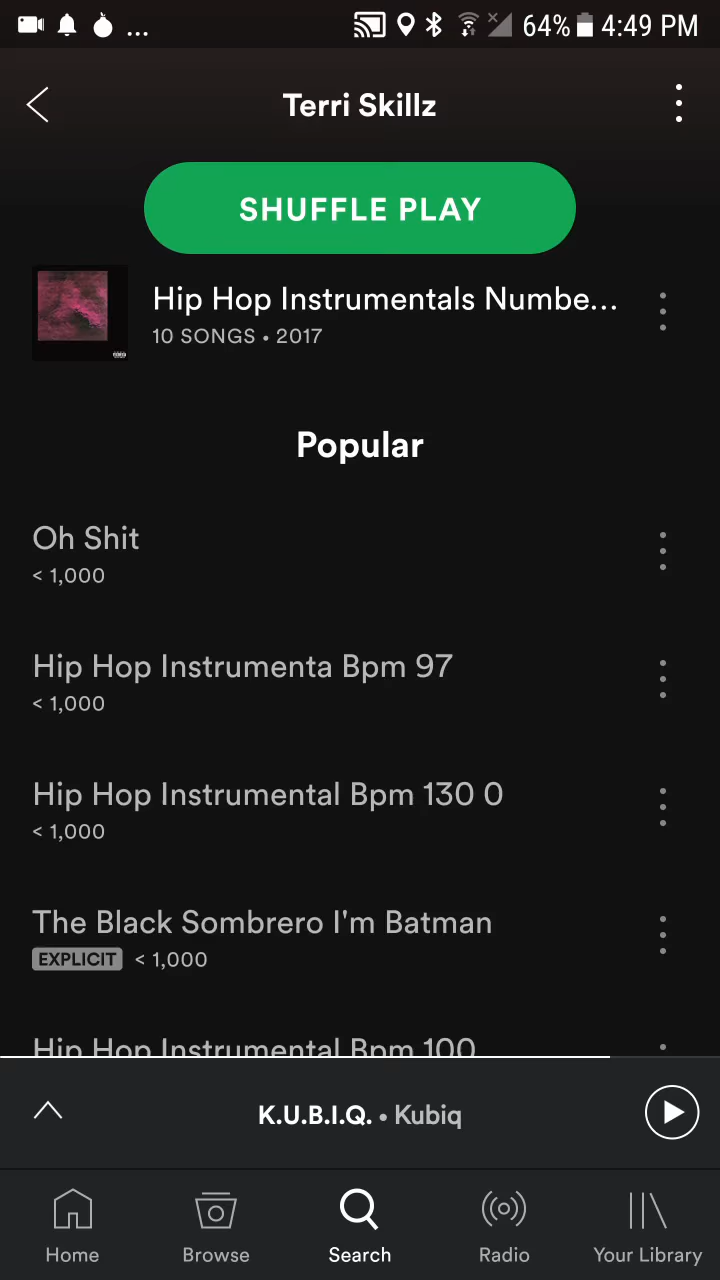 ... 64% 4:49 PM
Terri Skillz
SHUFFLE PLAY
Hip Hop Instrumentals Numbe...
10 SONGS • 2017
Popular
Oh Shit
< 1,000
Hip Hop Instrumenta Bpm 97
< 1,000
Hip Hop Instrumental Bpm 130 0
< 1,000
The Black Sombrero I'm Batman
EXPLICIT < 1,000
Hip Hop Instrumental Bpm 100
K.U.B.I.Q. • Kubiq
Home Browse Search Radio Your Library